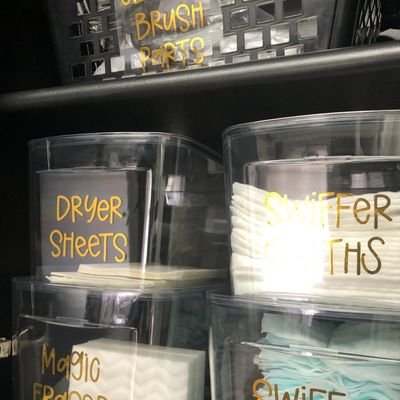 BRUSH
PARTS
DRYER
SHEETS
SWiFFER
CLOTHS
MAGiC
SWiFF